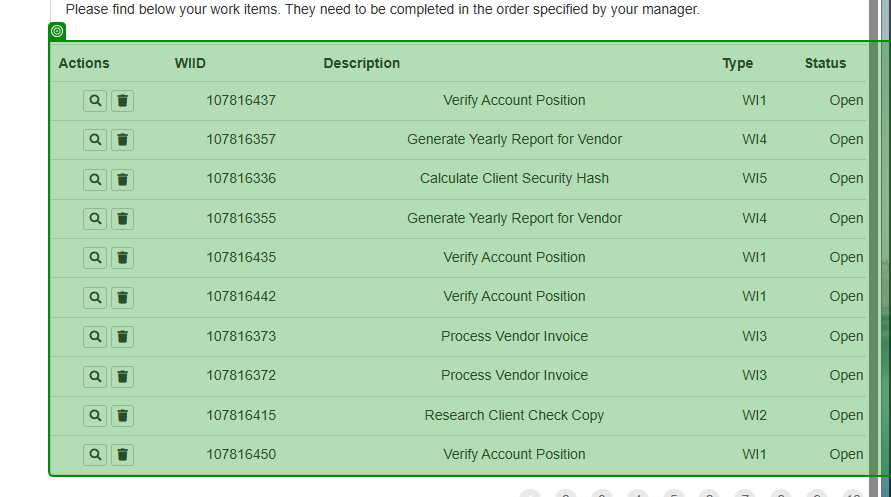 Please find below your work items. They need to be completed in the order specified by your manager.
Actions WIID Description Type Status
107816437 Verify Account Position WI1 Open
107816357 Generate Yearly Report for Vendor WI4 Open
107816336 Calculate Client Security Hash WI5 Open
107816355 Generate Yearly Report for Vendor WI4 Open
107816435 Verify Account Position WI1 Open
107816442 Verify Account Position WI1 Open
107816373 Process Vendor Invoice WI3 Open
107816372 Process Vendor Invoice WI3 Open
107816415 Research Client Check Copy WI2 Open
107816450 Verify Account Position WI1 Open